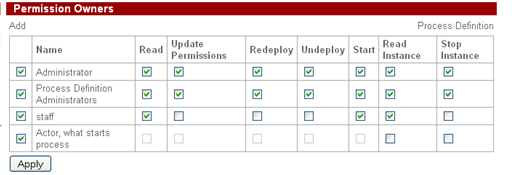 Permission Owners
Add Process Definition
Name Read Update Permissions Redeploy Undeploy Start Read Instance Stop Instance
Administrator
Process Definition
Administrators
staff
Actor, what starts
process
Apply